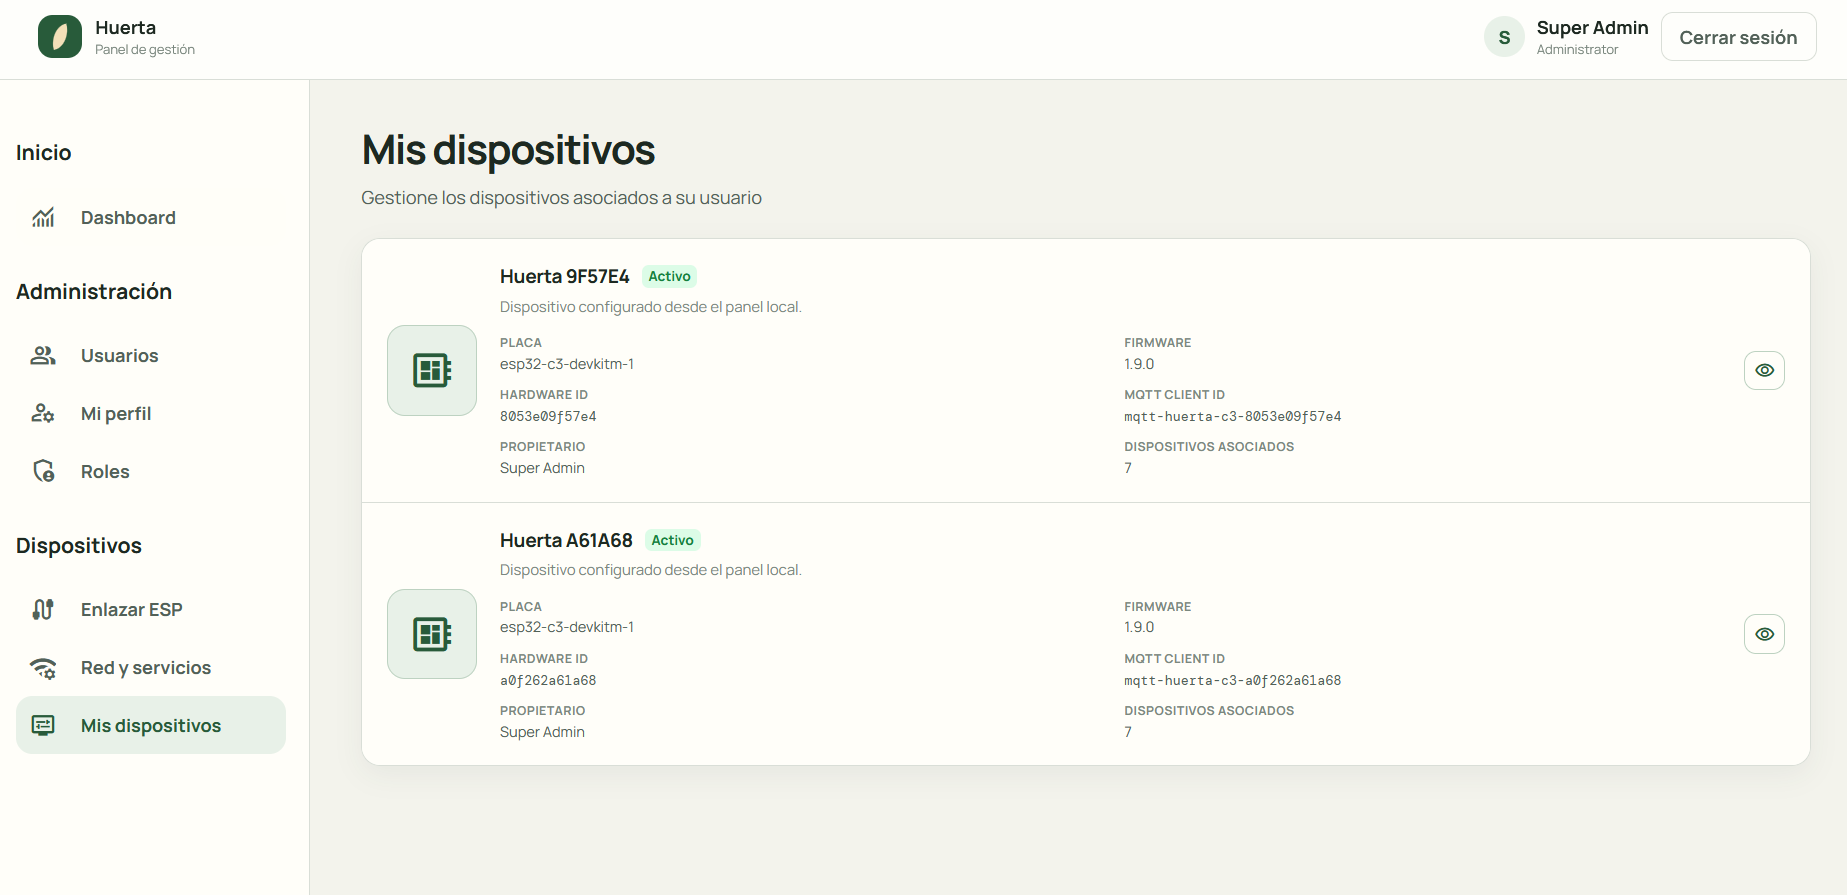 Huerta
Panel de gestión
S
Super Admin
Administrator
Cerrar sesión
Inicio
Dashboard
Administración
Usuarios
Mi perfil
Roles
Dispositivos
Enlazar ESP
Red y servicios
Mis dispositivos
Mis dispositivos
Gestione los dispositivos asociados a su usuario
Huerta 9F57E4 Activo
Dispositivo configurado desde el panel local.
PLACA
esp32-c3-devkitm-1
FIRMWARE
1.9.0
HARDWARE ID
8053e09f57e4
MQTT CLIENT ID
mqtt-huerta-c3-8053e09f57e4
PROPIETARIO
Super Admin
DISPOSITIVOS ASOCIADOS
7
Huerta A61A68 Activo
Dispositivo configurado desde el panel local.
PLACA
esp32-c3-devkitm-1
FIRMWARE
1.9.0
HARDWARE ID
a0f262a61a68
MQTT CLIENT ID
mqtt-huerta-c3-a0f262a61a68
PROPIETARIO
Super Admin
DISPOSITIVOS ASOCIADOS
7